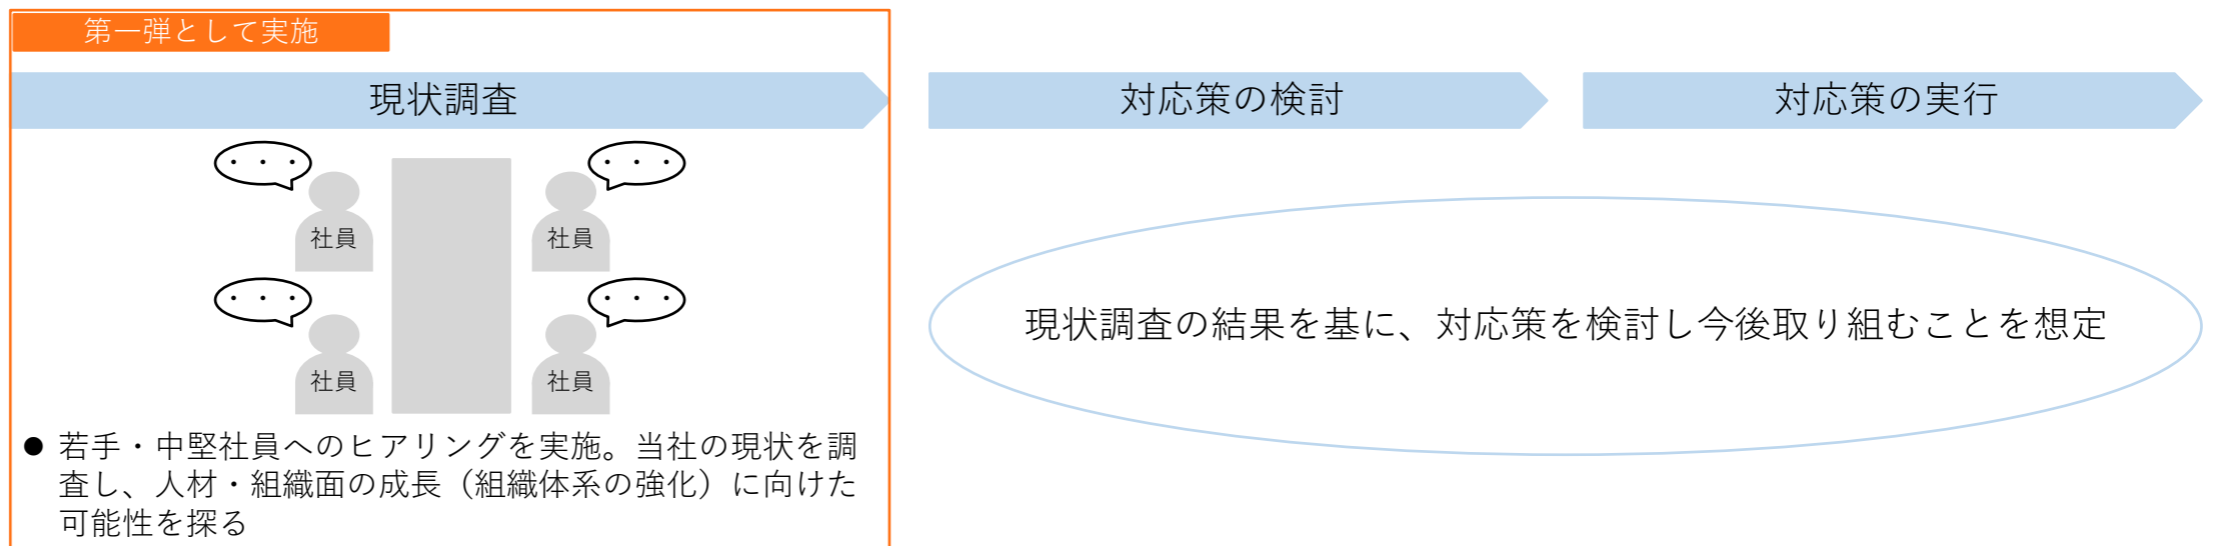 第一弾として実施
現状調査
対応策の検討
対応策の実行
・・・
・・・
社員
社員
・・・
・・・
社員
社員
現状調査の結果を基に、対応策を検討し今後取り組むことを想定
● 若手・中堅社員へのヒアリングを実施。当社の現状を調
査し、人材・組織面の成長（組織体系の強化）に向けた
可能性を探る